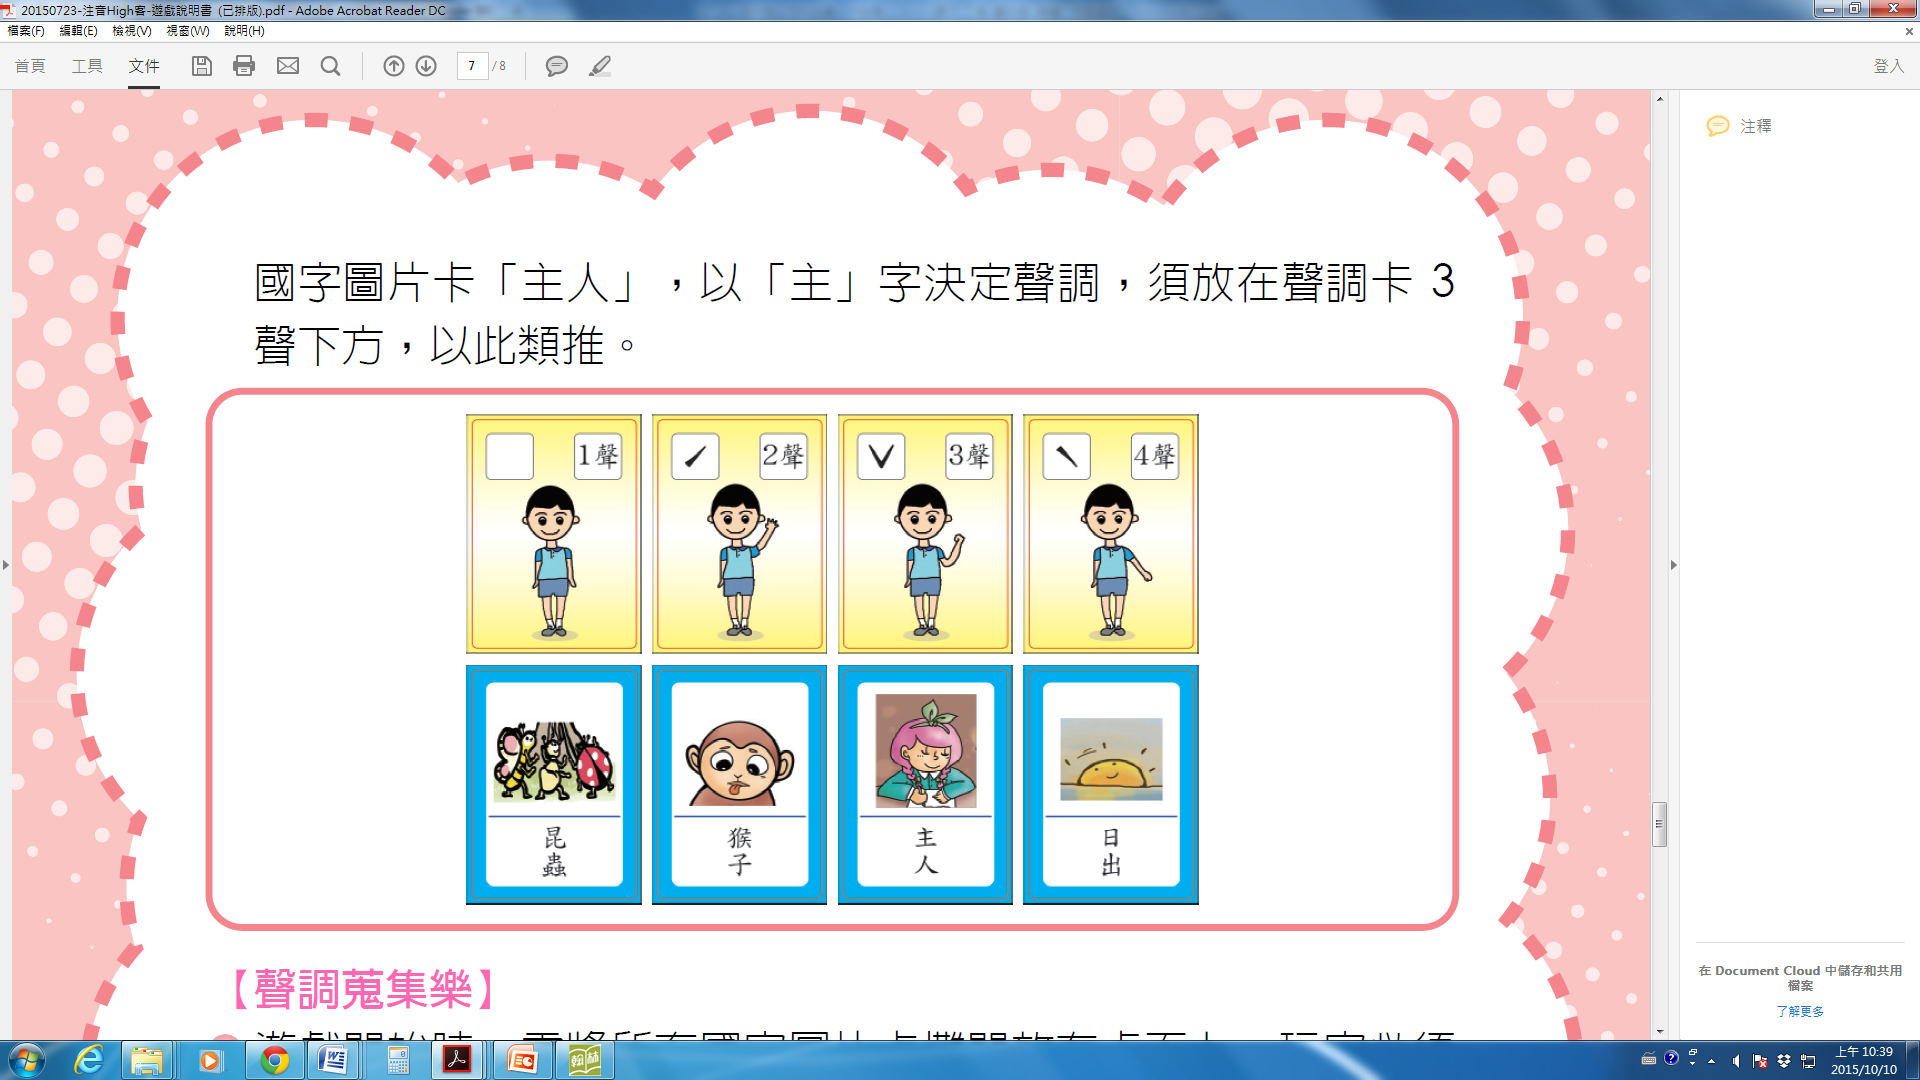 20150723-注音High客-遊戲說明書 (已排版).pdf - Adobe Acrobat Reader DC
檔案(F) 編輯(E) 檢視(V) 視窗(W) 說明(H)
首頁 工具 文件 7 / 8 登入
注釋
國字圖片卡「主人」，以「主」字決定聲調，須放在聲調卡 3
聲下方，以此類推。
1聲 2聲 3聲 4聲
昆蟲 猴子 主人 日出
【聲調蒐集樂】
在 Document Cloud 中儲存和共用
檔案
了解更多
上午 10:39
2015/10/10